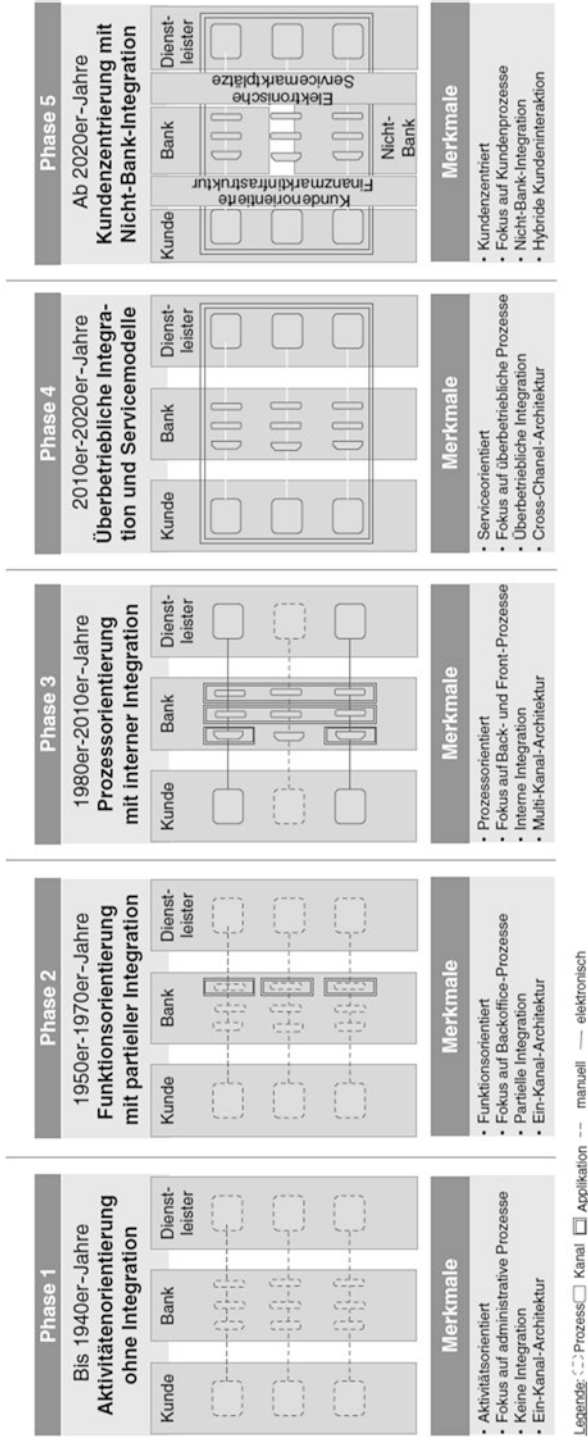 Phase 1
Bis 1940er-Jahre
Aktivitätenorientierung
ohne Integration
Kunde
Bank
Dienst-
leister
Merkmale
• Aktivitätsorientiert
• Fokus auf administrative Prozesse
• Keine Integration
• Ein-Kanal-Architektur
Phase 2
1950er-1970er-Jahre
Funktionsorientierung
mit partieller Integration
Kunde
Bank
Dienst-
leister
Merkmale
• Funktionsorientiert
• Fokus auf Backoffice-Prozesse
• Partielle Integration
• Ein-Kanal-Architektur
Phase 3
1980er-2010er-Jahre
Prozessorientierung
mit interner Integration
Kunde
Bank
Dienst-
leister
Merkmale
• Prozessorientiert
• Fokus auf Back- und Front-Prozesse
• Interne Integration
• Multi-Kanal-Architektur
Phase 4
2010er-2020er-Jahre
Überbetriebliche Integra-
tion und Servicemodelle
Kunde
Bank
Dienst-
leister
Merkmale
• Serviceorientiert
• Fokus auf überbetriebliche Prozesse
• Überbetriebliche Integration
• Cross-Chanel-Architektur
Phase 5
Ab 2020er-Jahre
Kundenzentrierung mit
Nicht-Bank-Integration
Kunde
Kundenorientierte
Finanzmarktinfrastruktur
Bank
Nicht-
Bank
Elektronische
Servicemarktplätze
Dienst-
leister
Merkmale
• Kundenzentriert
• Fokus auf Kundenprozesse
• Nicht-Bank-Integration
• Hybride Kundeninteraktion
Legende: Prozess Kanal Applikation -- manuell — elektronisch